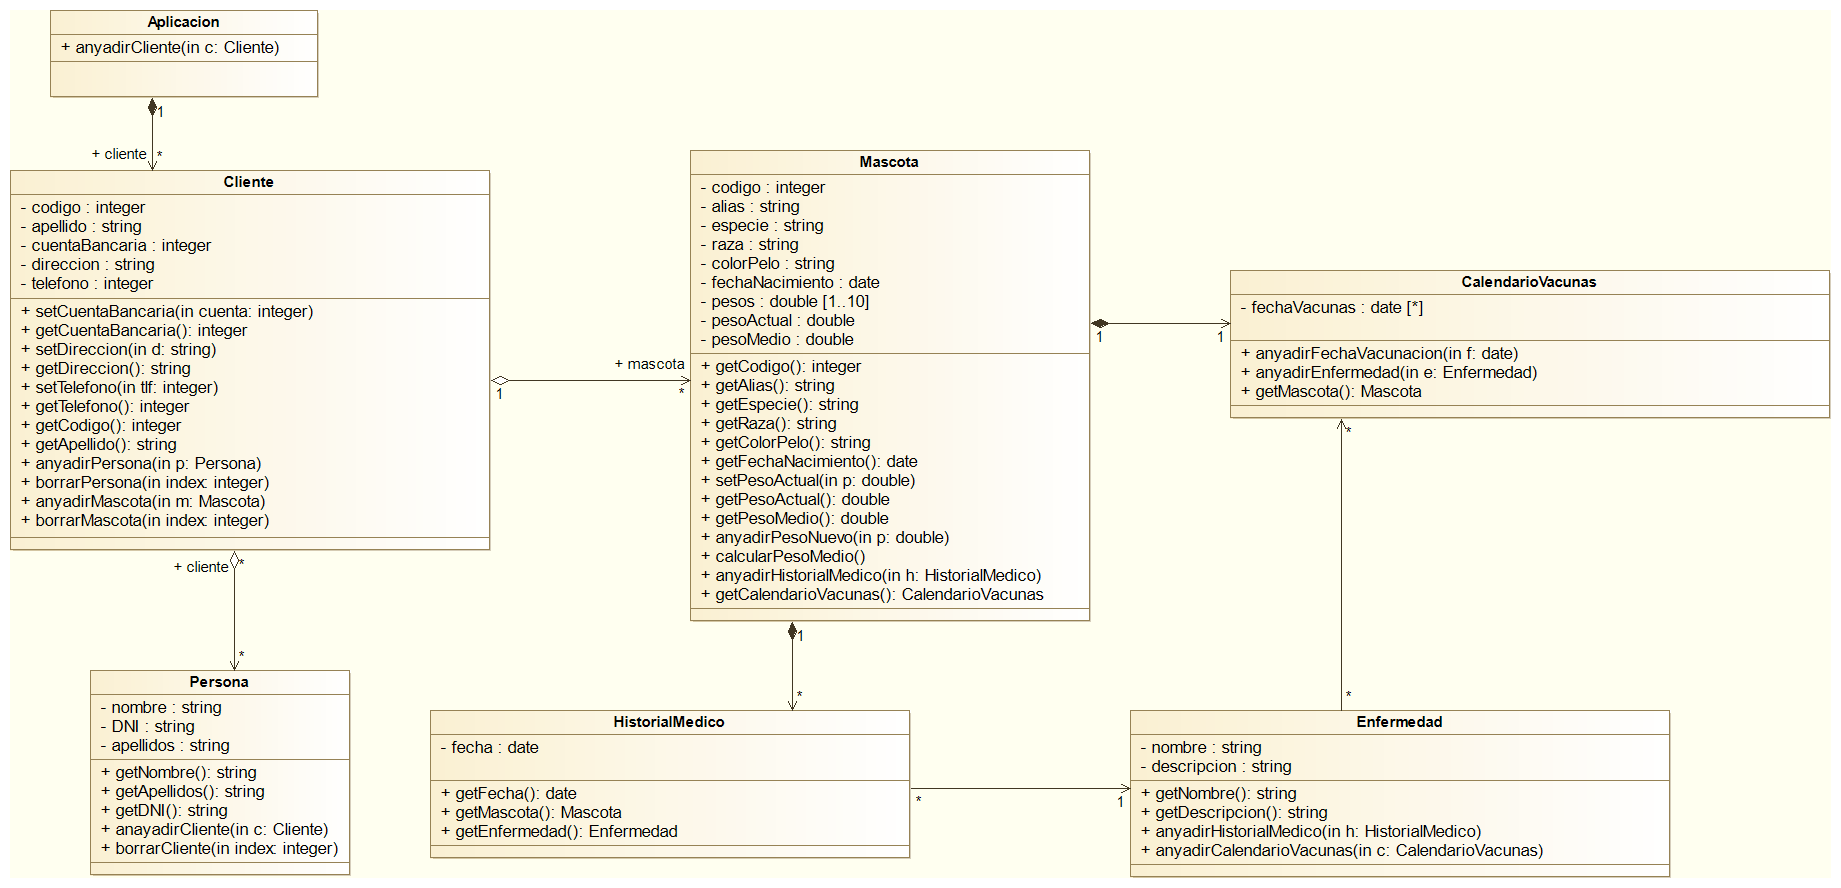 Aplicacion
+ anyadirCliente(in c: Cliente)
1
+ cliente
*
Cliente
- codigo : integer
- apellido : string
- cuentaBancaria : integer
- direccion : string
- telefono : integer
+ setCuentaBancaria(in cuenta: integer)
+ getCuentaBancaria(): integer
+ setDireccion(in d: string)
+ getDireccion(): string
+ setTelefono(in tlf: integer)
+ getTelefono(): integer
+ getCodigo(): integer
+ getApellido(): string
+ anyadirPersona(in p: Persona)
+ borrarPersona(in index: integer)
+ anyadirMascota(in m: Mascota)
+ borrarMascota(in index: integer)
1
+ mascota
*
+ cliente
*
*
Persona
- nombre : string
- DNI : string
- apellidos : string
+ getNombre(): string
+ getApellidos(): string
+ getDNI(): string
+ anayadirCliente(in c: Cliente)
+ borrarCliente(in index: integer)
Mascota
- codigo : integer
- alias : string
- especie : string
- raza : string
- colorPelo : string
- fechaNacimiento : date
- pesos : double [1..10]
- pesoActual : double
- pesoMedio : double
+ getCodigo(): integer
+ getAlias(): string
+ getEspecie(): string
+ getRaza(): string
+ getColorPelo(): string
+ getFechaNacimiento(): date
+ setPesoActual(in p: double)
+ getPesoActual(): double
+ getPesoMedio(): double
+ anyadirPesoNuevo(in p: double)
+ calcularPesoMedio()
+ anyadirHistorialMedico(in h: HistorialMedico)
+ getCalendarioVacunas(): CalendarioVacunas
1
1
1
*
CalendarioVacunas
- fechaVacunas : date [*]
+ anyadirFechaVacunacion(in f: date)
+ anyadirEnfermedad(in e: Enfermedad)
+ getMascota(): Mascota
*
*
HistorialMedico
- fecha : date
+ getFecha(): date
+ getMascota(): Mascota
+ getEnfermedad(): Enfermedad
*
1
Enfermedad
- nombre : string
- descripcion : string
+ getNombre(): string
+ getDescripcion(): string
+ anyadirHistorialMedico(in h: HistorialMedico)
+ anyadirCalendarioVacunas(in c: CalendarioVacunas)